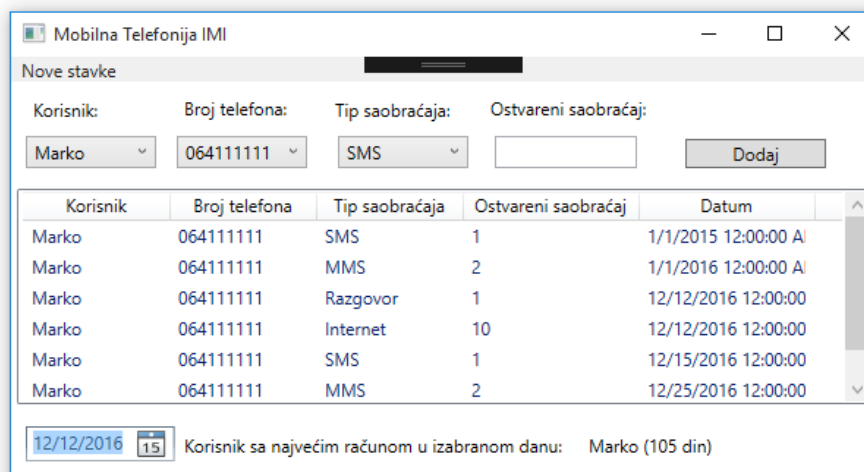 Mobilna Telefonija IMI
Nove stavke
Korisnik: Broj telefona: Tip saobraćaja: Ostvareni saobraćaj:
Marko 064111111 SMS Dodaj
Korisnik Broj telefona Tip saobraćaja Ostvareni saobraćaj Datum
Marko 064111111 SMS 1 1/1/2015 12:00:00 A
Marko 064111111 MMS 2 1/1/2016 12:00:00 A
Marko 064111111 Razgovor 1 12/12/2016 12:00:00
Marko 064111111 Internet 10 12/12/2016 12:00:00
Marko 064111111 SMS 1 12/15/2016 12:00:00
Marko 064111111 MMS 2 12/25/2016 12:00:00
12/12/2016 15 Korisnik sa najvećim računom u izabranom danu: Marko (105 din)